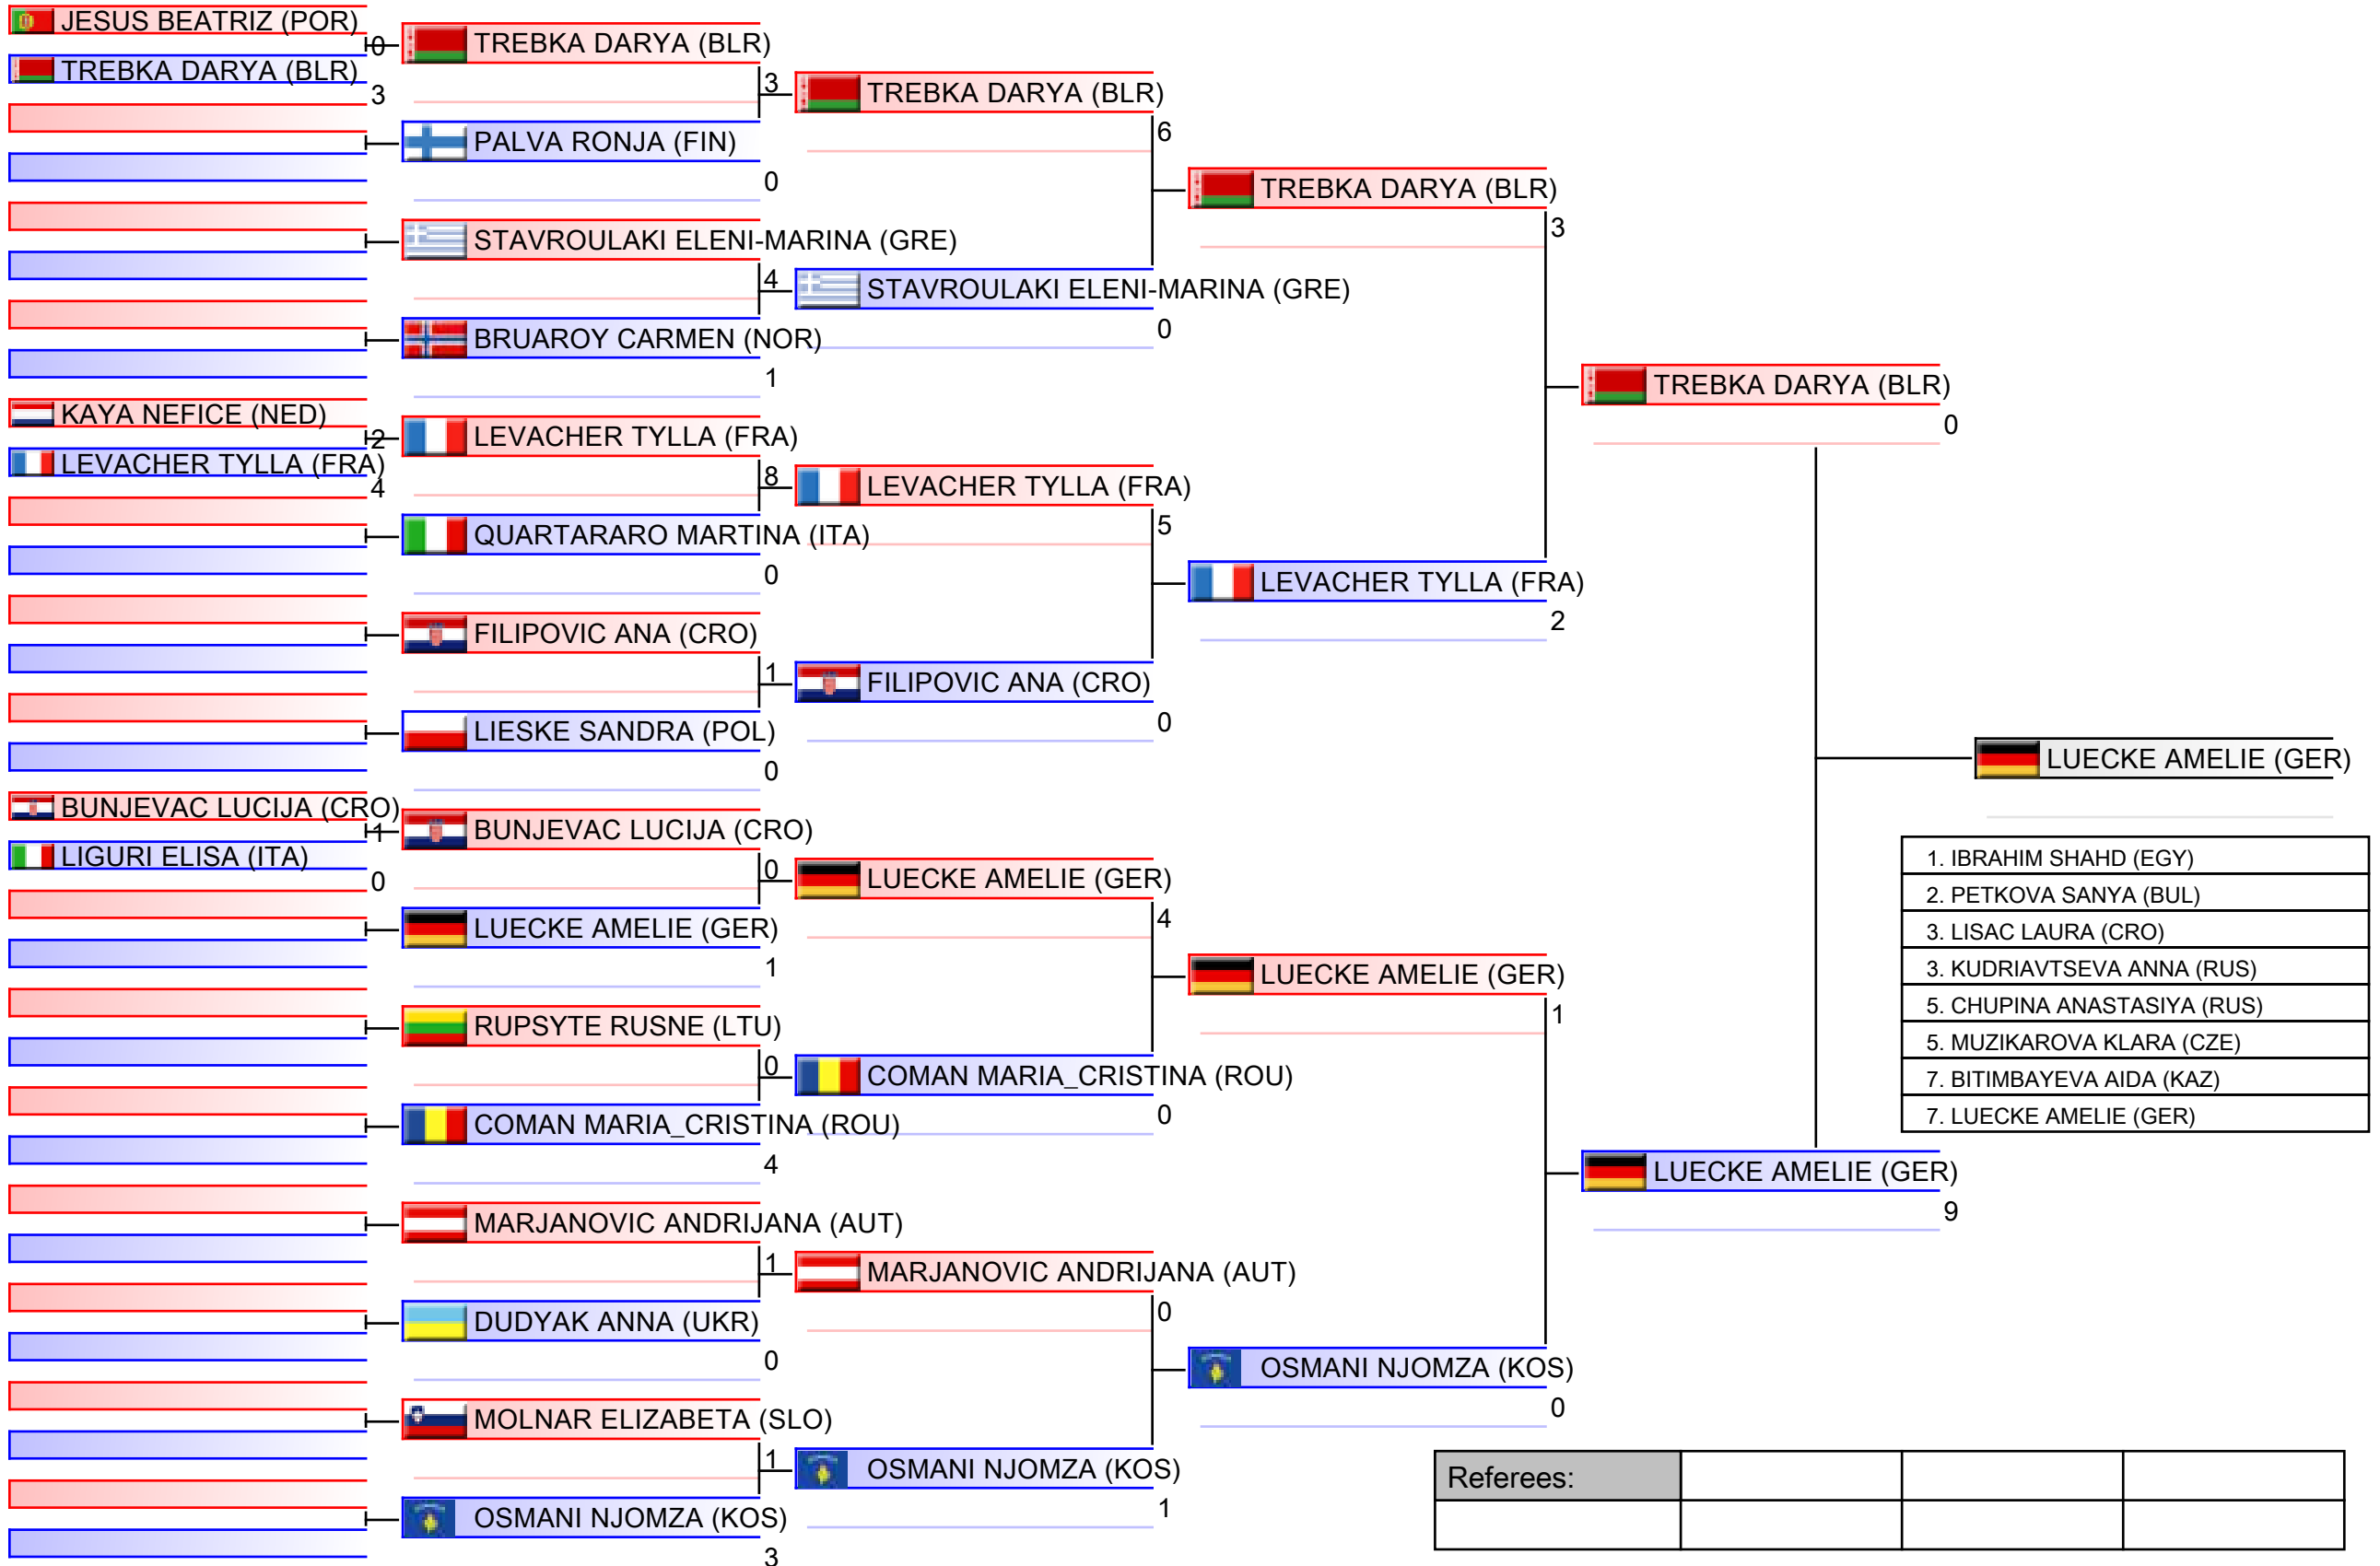 JESUS BEATRIZ (POR)
0
TREBKA DARYA (BLR)
3
KAYA NEFICE (NED)
2
LEVACHER TYLLA (FRA)
4
BUNJEVAC LUCIJA (CRO)
1
LIGURI ELISA (ITA)
0
TREBKA DARYA (BLR)
3
PALVA RONJA (FIN)
0
STAVROULAKI ELENI-MARINA (GRE)
4
BRUAROY CARMEN (NOR)
1
LEVACHER TYLLA (FRA)
8
QUARTARARO MARTINA (ITA)
0
FILIPOVIC ANA (CRO)
1
LIESKE SANDRA (POL)
0
BUNJEVAC LUCIJA (CRO)
0
LUECKE AMELIE (GER)
1
RUPSYTE RUSNE (LTU)
0
COMAN MARIA_CRISTINA (ROU)
4
MARJANOVIC ANDRIJANA (AUT)
1
DUDYAK ANNA (UKR)
0
MOLNAR ELIZABETA (SLO)
1
OSMANI NJOMZA (KOS)
3
TREBKA DARYA (BLR)
6
STAVROULAKI ELENI-MARINA (GRE)
0
LEVACHER TYLLA (FRA)
5
FILIPOVIC ANA (CRO)
0
LUECKE AMELIE (GER)
4
COMAN MARIA_CRISTINA (ROU)
0
MARJANOVIC ANDRIJANA (AUT)
0
OSMANI NJOMZA (KOS)
1
TREBKA DARYA (BLR)
3
LEVACHER TYLLA (FRA)
2
LUECKE AMELIE (GER)
1
OSMANI NJOMZA (KOS)
0
TREBKA DARYA (BLR)
0
LUECKE AMELIE (GER)
9
LUECKE AMELIE (GER)
1. IBRAHIM SHAHD (EGY)
2. PETKOVA SANYA (BUL)
3. LISAC LAURA (CRO)
3. KUDRIAVTSEVA ANNA (RUS)
5. CHUPINA ANASTASIYA (RUS)
5. MUZIKAROVA KLARA (CZE)
7. BITIMBAYEVA AIDA (KAZ)
7. LUECKE AMELIE (GER)
Referees: